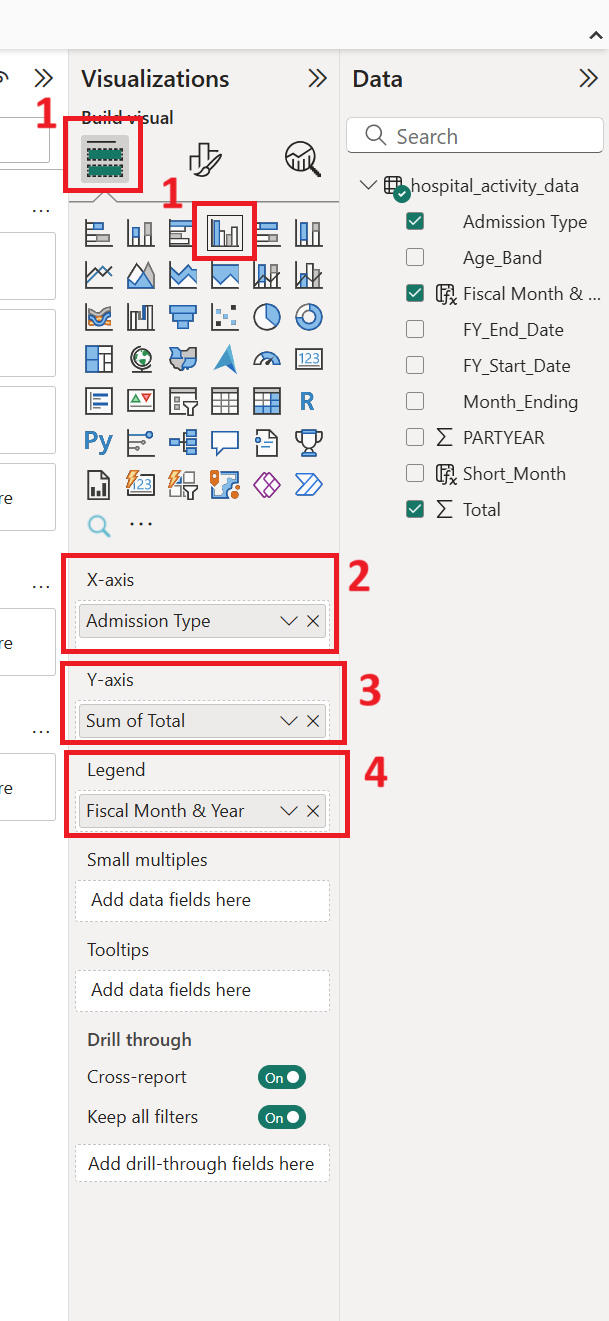 Visualizations
Data
Build visual
1
1
Search
hospital_activity_data
Admission Type
Age_Band
Fiscal Month & ...
FY_End_Date
FY_Start_Date
Month_Ending
PARTYEAR
Short_Month
Total
123
R
Py
123
...
...
...
...
re
re
re
X-axis
2
Admission Type
Y-axis
3
Sum of Total
Legend
4
Fiscal Month & Year
Small multiples
Add data fields here
Tooltips
Add data fields here
Drill through
Cross-report
On
Keep all filters
On
Add drill-through fields here